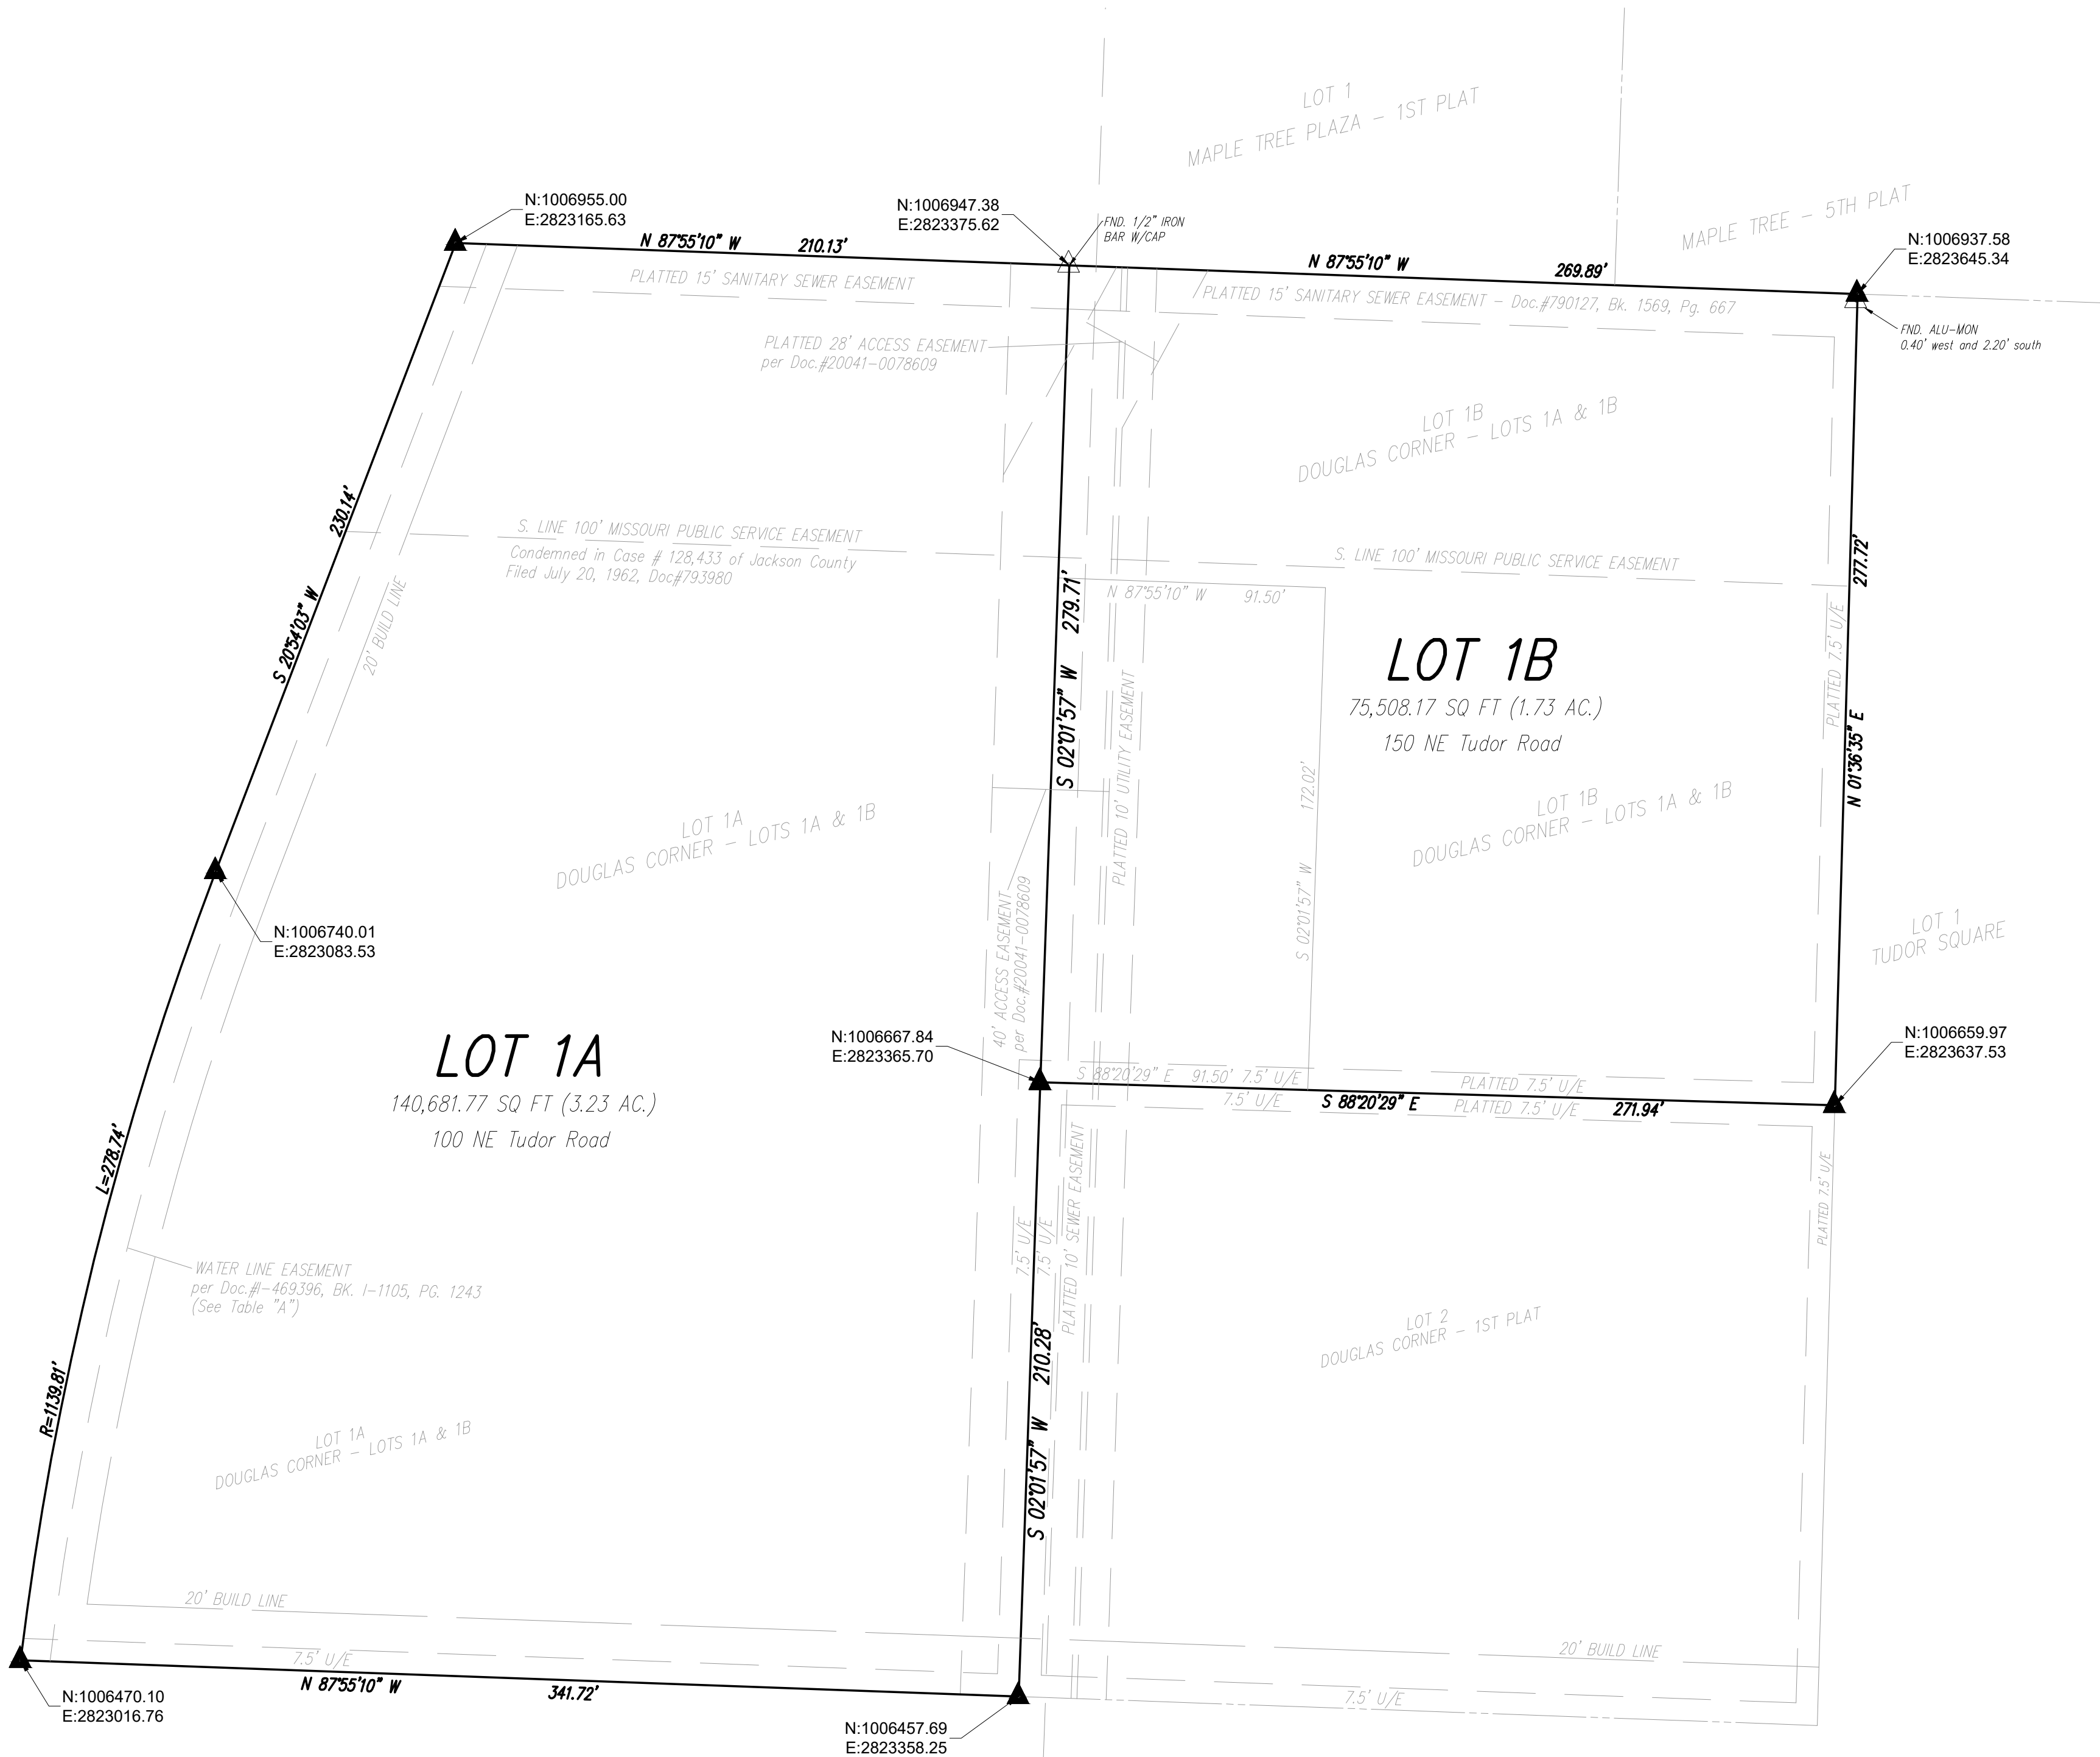 LOT 1
MAPLE TREE PLAZA - 1ST PLAT
MAPLE TREE - 5TH PLAT
N:1006955.00
E:2823165.63
N:1006947.38
E:2823375.62
FND. 1/2" IRON
BAR W/CAP
N:1006937.58
E:2823645.34
FND. ALU-MON
0.40' west and 2.20' south
N 87°55'10" W 210.13'
N 87°55'10" W 269.89'
PLATTED 15' SANITARY SEWER EASEMENT
PLATTED 15' SANITARY SEWER EASEMENT - Doc.#790127, Bk. 1569, Pg. 667
PLATTED 28' ACCESS EASEMENT
per Doc.#20041-0078609
LOT 1B
DOUGLAS CORNER - LOTS 1A & 1B
230.14'
S 20°54'03" W
20' BUILD LINE
S. LINE 100' MISSOURI PUBLIC SERVICE EASEMENT
Condemned in Case # 128,433 of Jackson County
Filed July 20, 1962, Doc#793980
S. LINE 100' MISSOURI PUBLIC SERVICE EASEMENT
N 87°55'10" W 91.50'
S 02°01'57" W 279.71'
277.72'
N 01°36'35" E
PLATTED 7.5' U/E
LOT 1B
75,508.17 SQ FT (1.73 AC.)
150 NE Tudor Road
PLATTED 10' UTILITY EASEMENT
S 02°01'57" W 172.02'
LOT 1B
DOUGLAS CORNER - LOTS 1A & 1B
LOT 1A
DOUGLAS CORNER - LOTS 1A & 1B
40' ACCESS EASEMENT
per Doc.#20041-0078609
LOT 1
TUDOR SQUARE
N:1006740.01
E:2823083.53
N:1006667.84
E:2823365.70
N:1006659.97
E:2823637.53
LOT 1A
140,681.77 SQ FT (3.23 AC.)
100 NE Tudor Road
S 88°20'29" E 91.50' 7.5' U/E
PLATTED 7.5' U/E
7.5' U/E
S 88°20'29" E 271.94'
PLATTED 7.5' U/E
L=278.74'
R=1139.81'
7.5' U/E
7.5' U/E
PLATTED 10' SEWER EASEMENT
PLATTED 7.5' U/E
WATER LINE EASEMENT
per Doc.#I-469396, BK. I-1105, PG. 1243
(See Table "A")
S 02°01'57" W 210.28'
LOT 2
DOUGLAS CORNER - 1ST PLAT
LOT 1A
DOUGLAS CORNER - LOTS 1A & 1B
20' BUILD LINE
20' BUILD LINE
7.5' U/E
N 87°55'10" W 341.72'
7.5' U/E
N:1006470.10
E:2823016.76
N:1006457.69
E:2823358.25